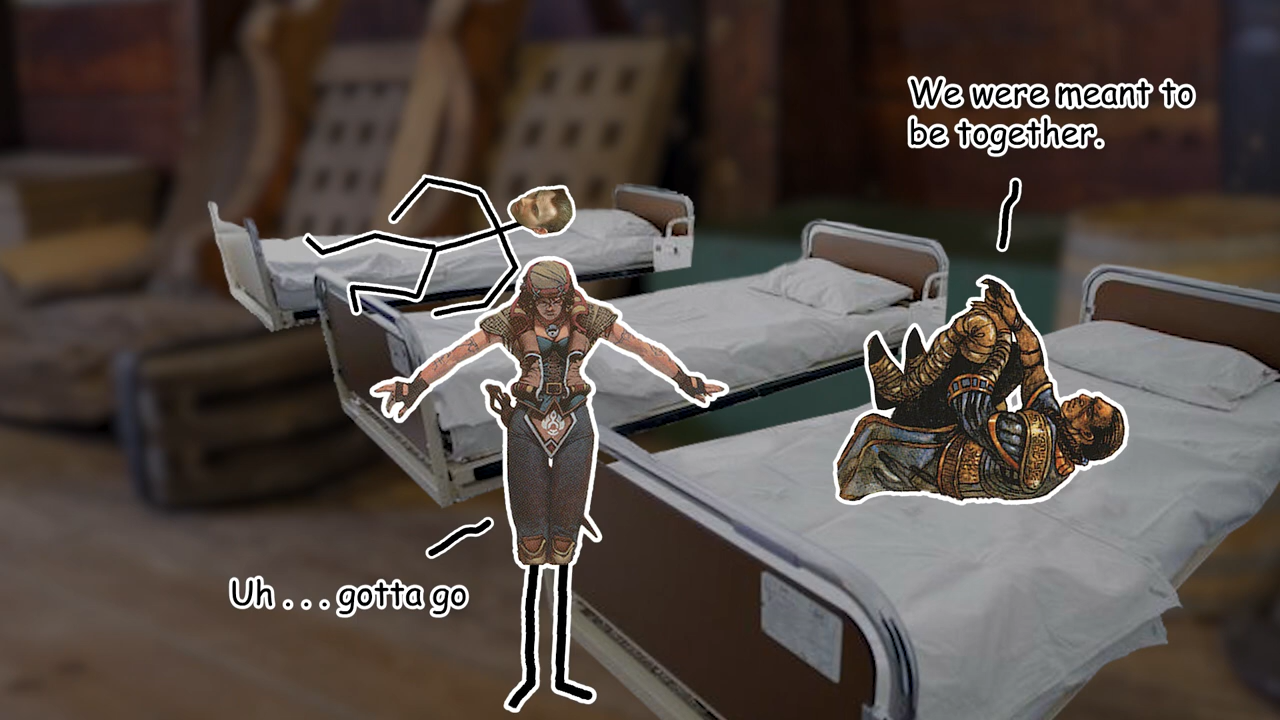 We were meant to
be together.
Uh . . . gotta go